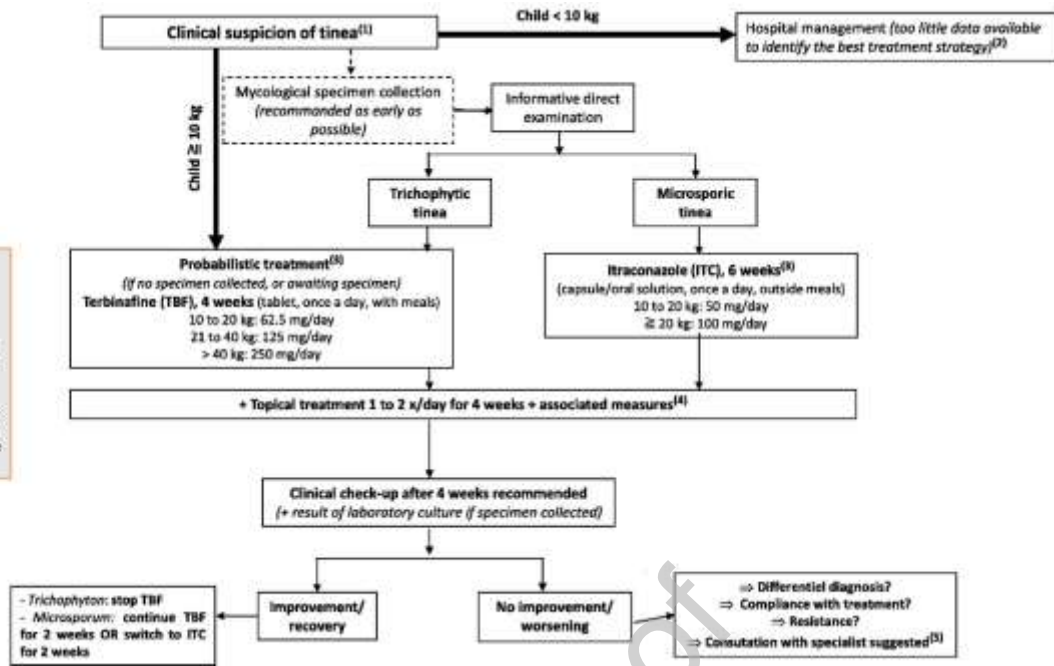 Child < 10 kg
Clinical suspicion of tinea(1)
Hospital management (too little data available
to identify the best treatment strategy)(2)
Mycological specimen collection
(recommanded as early as
possible)
Informative direct
examination
Child ≧ 10 kg
Trichophytic
tinea
Microsporic
tinea
Probabilistic treatment(3)
(if no specimen collected, or awaiting specimen)
Terbinafine (TBF), 4 weeks (tablet, once a day, with meals)
10 to 20 kg: 62.5 mg/day
21 to 40 kg: 125 mg/day
> 40 kg: 250 mg/day
Itraconazole (ITC), 6 weeks(3)
(capsule/oral solution, once a day, outside meals)
10 to 20 kg: 50 mg/day
≧ 20 kg: 100 mg/day
+ Topical treatment 1 to 2 x/day for 4 weeks + associated measures(4)
Clinical check-up after 4 weeks recommended
(+ result of laboratory culture if specimen collected)
- Trichophyton: stop TBF
- Microsporum: continue TBF
for 2 weeks OR switch to ITC
for 2 weeks
Improvement/
recovery
No improvement/
worsening
⇒ Differentiel diagnosis?
⇒ Compliance with treatment?
⇒ Resistance?
⇒ Consutation with specialist suggested(5)